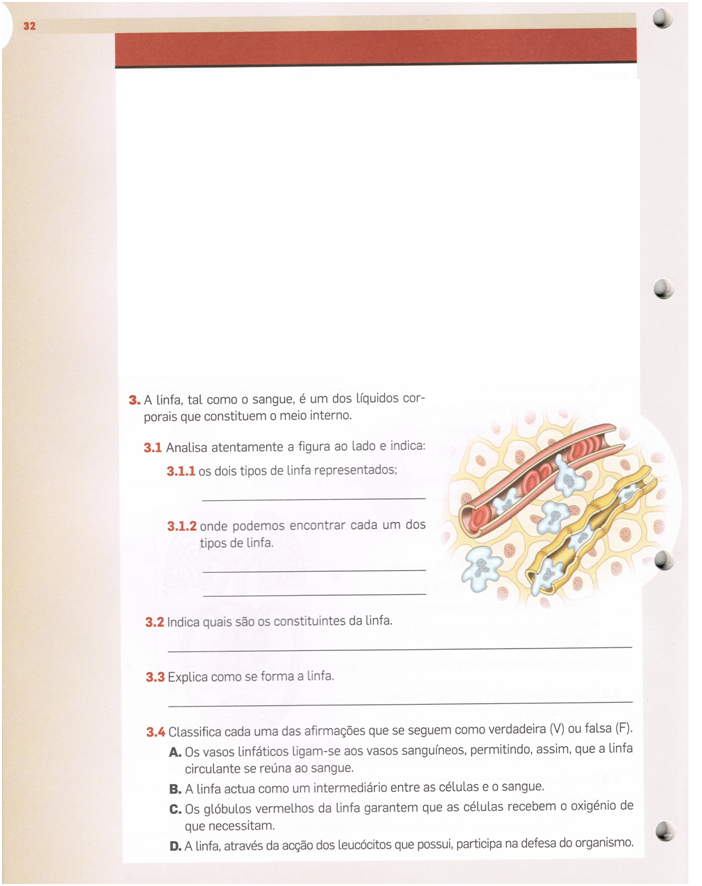 32
3. A linfa, tal como o sangue, é um dos líquidos cor-
porais que constituem o meio interno.
3.1 Analisa atentamente a figura ao lado e indica:
3.1.1 os dois tipos de linfa representados;
3.1.2 onde podemos encontrar cada um dos
tipos de linfa.
3.2 Indica quais são os constituintes da linfa.
3.3 Explica como se forma a linfa.
3.4 Classifica cada uma das afirmações que se seguem como verdadeira (V) ou falsa (F).
A. Os vasos linfáticos ligam-se aos vasos sanguíneos, permitindo, assim, que a linfa
circulante se reúna ao sangue.
B. A linfa actua como um intermediário entre as células e o sangue.
C. Os glóbulos vermelhos da linfa garantem que as células recebem o oxigénio de
que necessitam.
D. A linfa, através da acção dos leucócitos que possui, participa na defesa do organismo.